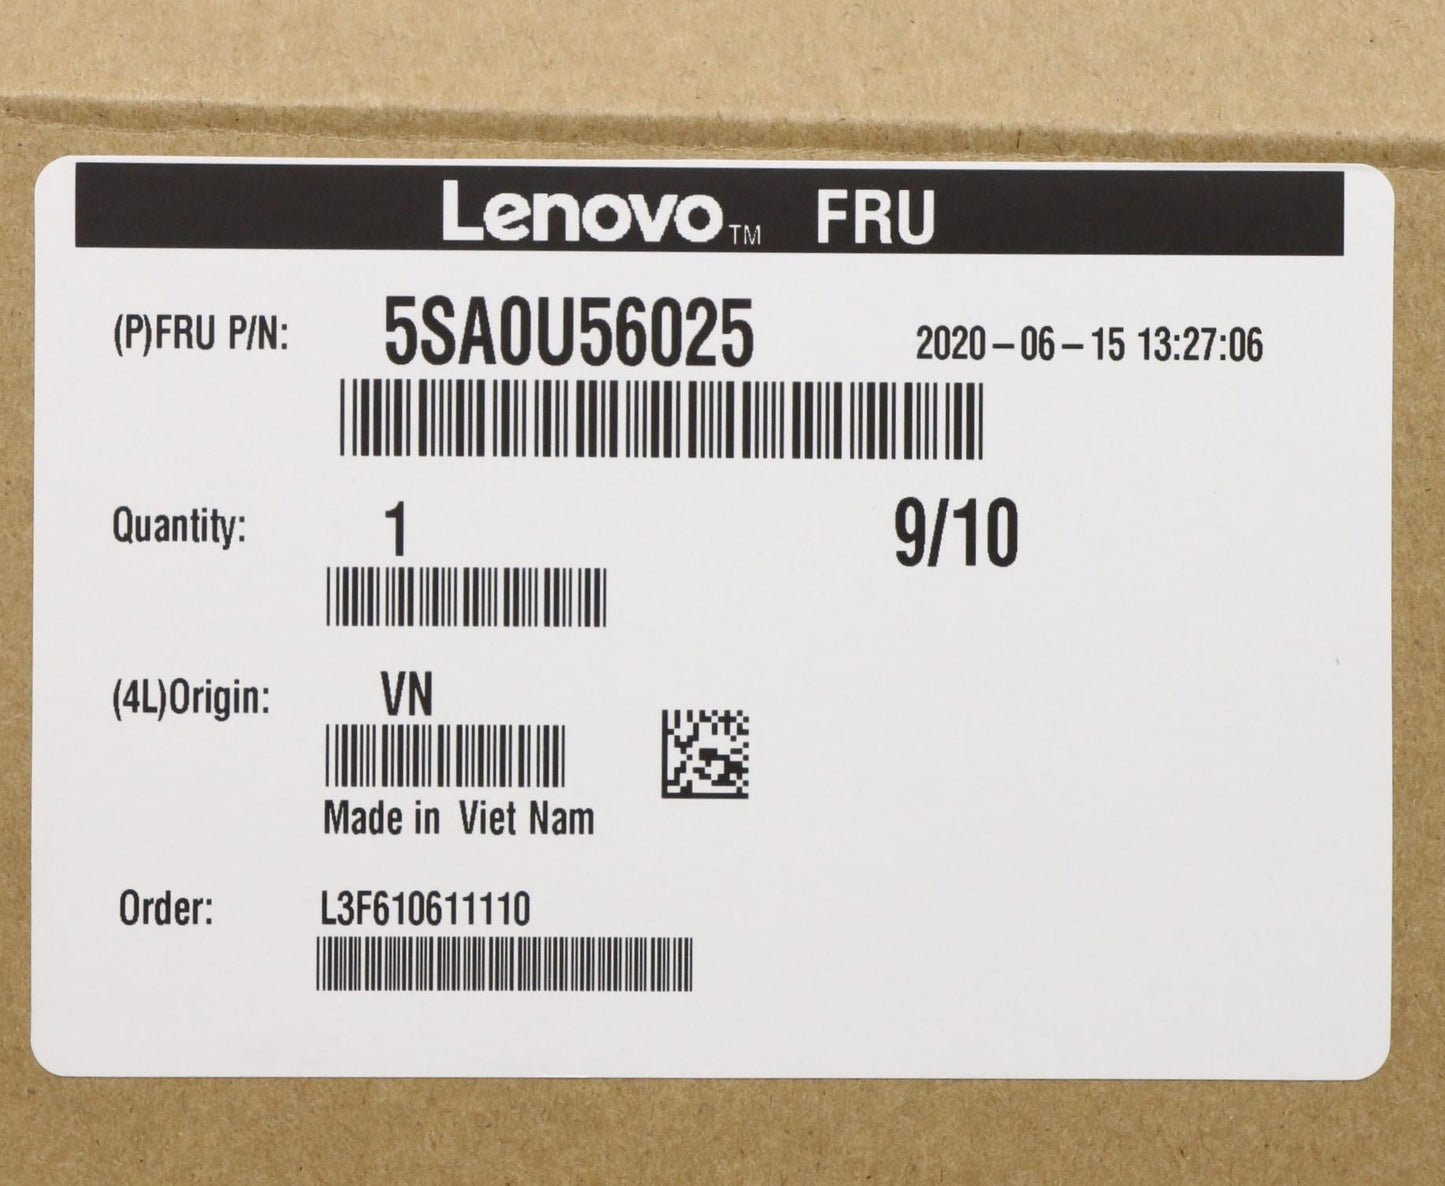 Lenovo™ FRU
(P)FRU P/N: 5SA0U56025 2020-06-15 13:27:06
Quantity: 1 9/10
(4L)Origin: VN
Made in Viet Nam
Order: L3F610611110